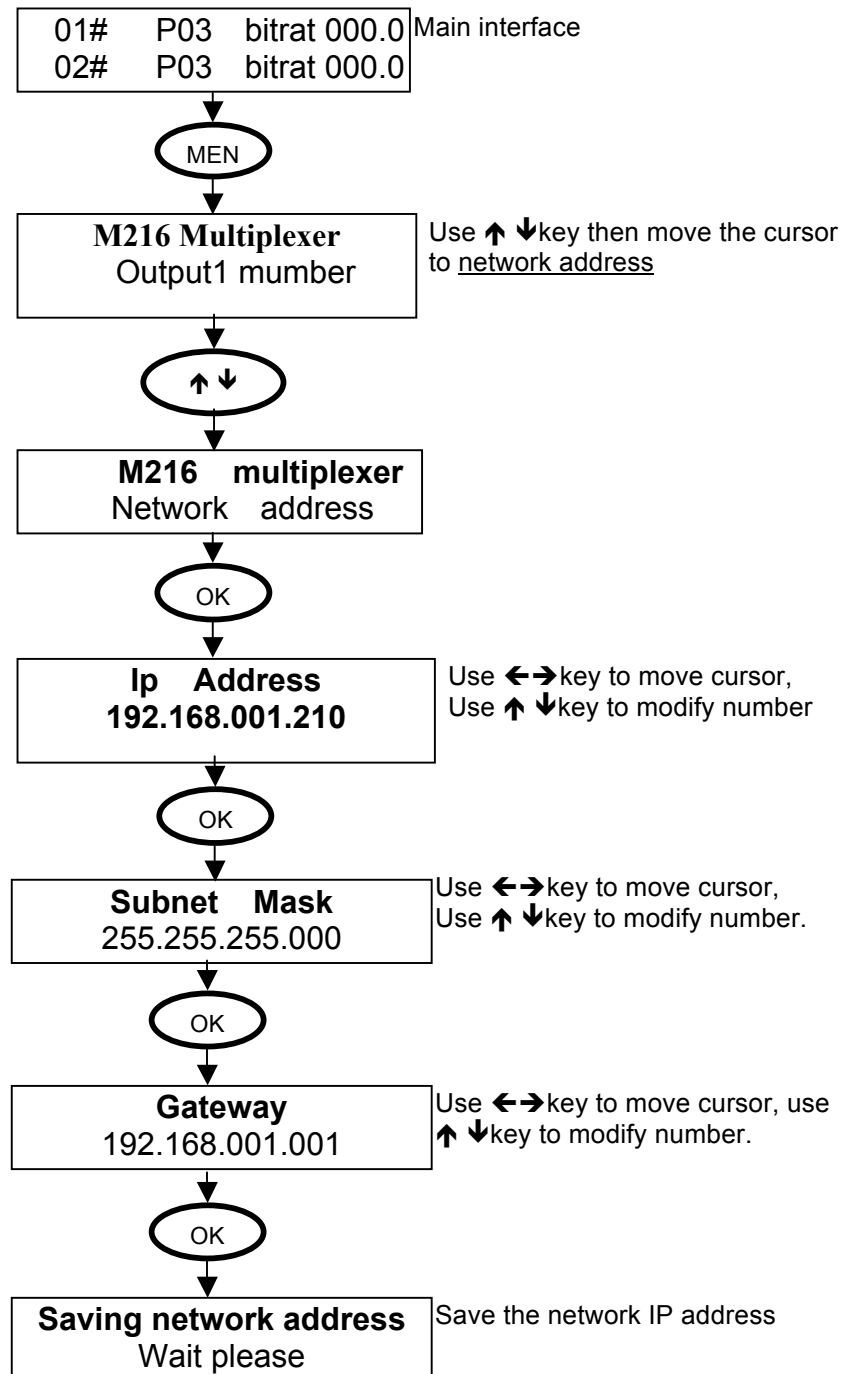 01# P03 bitrat 000.0 Main interface
02# P03 bitrat 000.0
MEN
M216 Multiplexer
Output1 mumber
Use ↑ ↓key then move the cursor
to network address
↑ ↓
M216 multiplexer
Network address
OK
Ip Address
192.168.001.210
Use ←→key to move cursor,
Use ↑ ↓key to modify number
OK
Subnet Mask
255.255.255.000
Use ←→key to move cursor,
Use ↑ ↓key to modify number.
OK
Gateway
192.168.001.001
Use ←→key to move cursor, use
↑ ↓key to modify number.
OK
Saving network address
Wait please
Save the network IP address